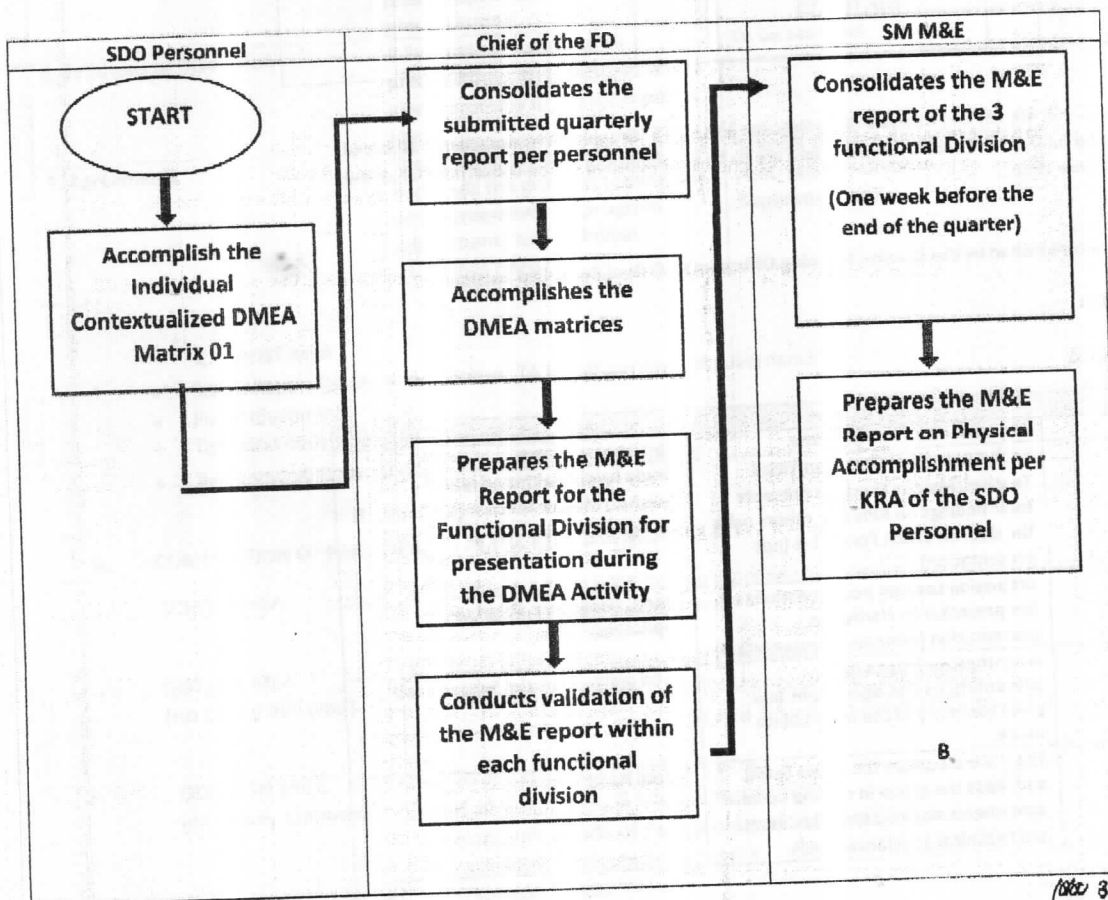 SDO Personnel
START
Accomplish the
Individual
Contextualized DMEA
Matrix 01
Chief of the FD
Consolidates the
submitted quarterly
report per personnel
Accomplishes the
DMEA matrices
Prepares the M&E
Report for the
Functional Division for
presentation during
the DMEA Activity
Conducts validation of
the M&E report within
each functional
division
SM M&E
Consolidates the M&E
report of the 3
functional Division
(One week before the
end of the quarter)
Prepares the M&E
Report on Physical
Accomplishment per
KRA of the SDO
Personnel
B.